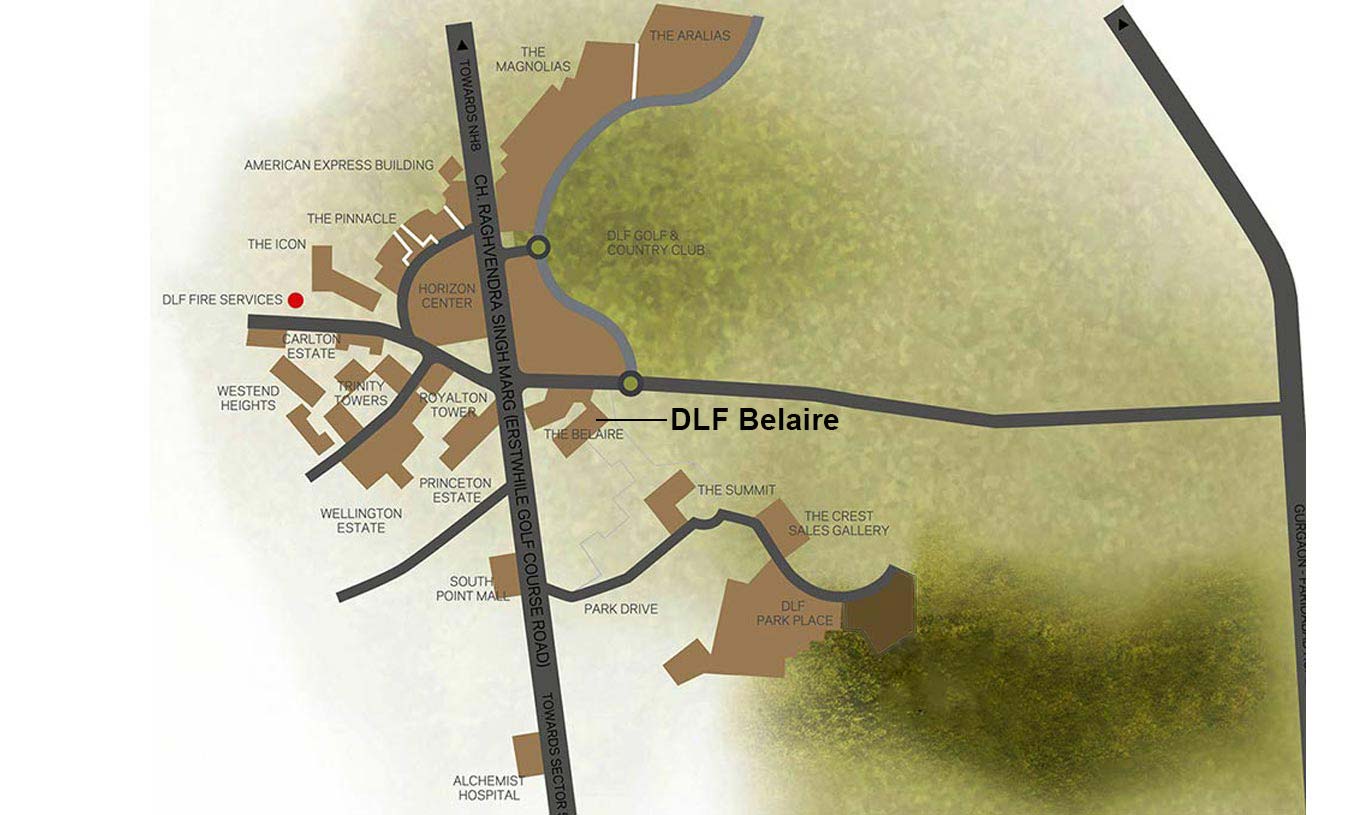 THE ARALIAS
THE
MAGNOLIAS
TOWARDS NH8
AMERICAN EXPRESS BUILDING
CH. RAGHVENDRA SINGH MARG (ERSTWHILE GOLF COURSE ROAD)
THE PINNACLE
THE ICON
DLF GOLF &
COUNTRY CLUB
HORIZON
CENTER
DLF FIRE SERVICES
CARLTON
ESTATE
WESTEND
HEIGHTS
TRINITY
TOWERS
ROYALTON
TOWER
DLF Belaire
THE BELAIRE
PRINCETON
ESTATE
THE SUMMIT
WELLINGTON
ESTATE
THE CREST
SALES GALLERY
GURGAON -
SOUTH
POINT MALL
PARK DRIVE
DLF
PARK PLACE
TOWARDS SECTOR
ALCHEMIST
HOSPITAL